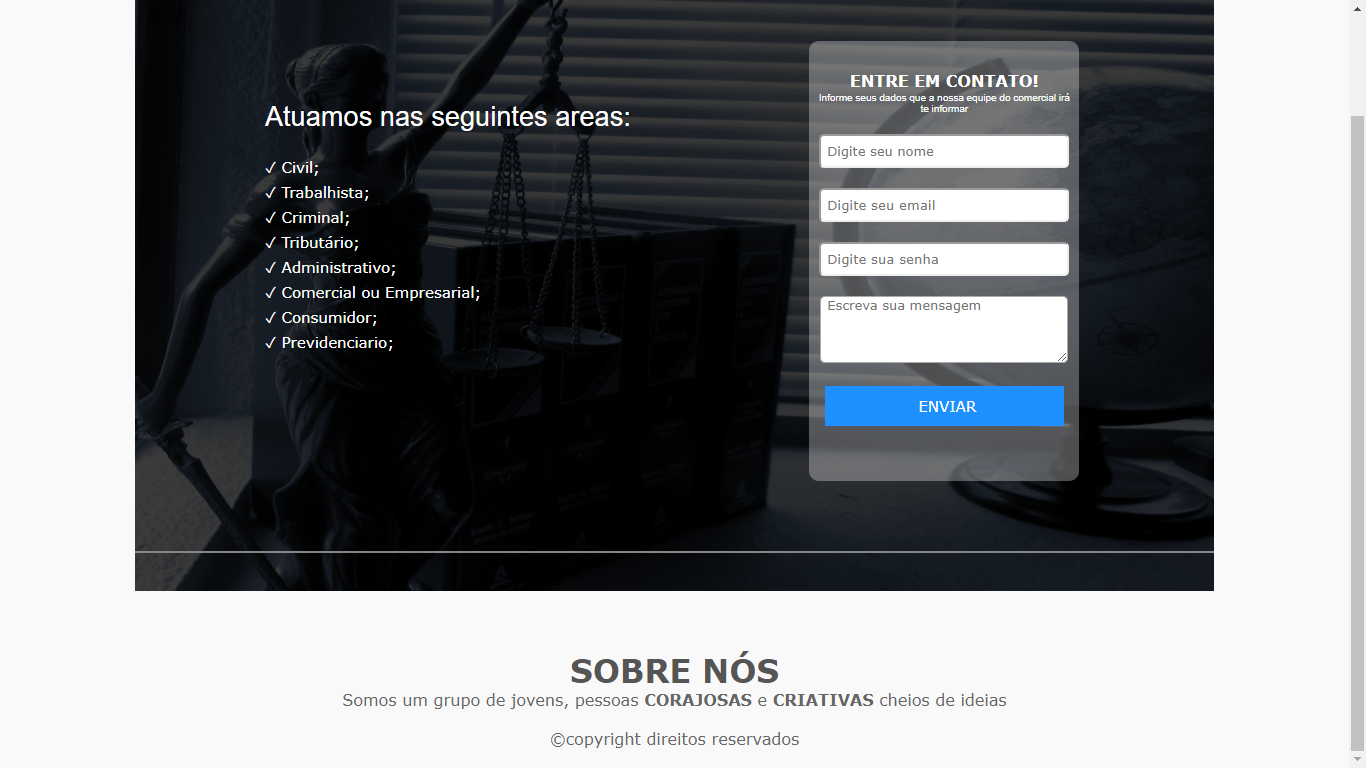 Atuamos nas seguintes areas:
✓ Civil;
✓ Trabalhista;
✓ Criminal;
✓ Tributário;
✓ Administrativo;
✓ Comercial ou Empresarial;
✓ Consumidor;
✓ Previdenciario;
ENTRE EM CONTATO!
Informe seus dados que a nossa equipe do comercial irá
te informar
Digite seu nome
Digite seu email
Digite sua senha
Escreva sua mensagem
ENVIAR
SOBRE NÓS
Somos um grupo de jovens, pessoas CORAJOSAS e CRIATIVAS cheios de ideias
©copyright direitos reservados